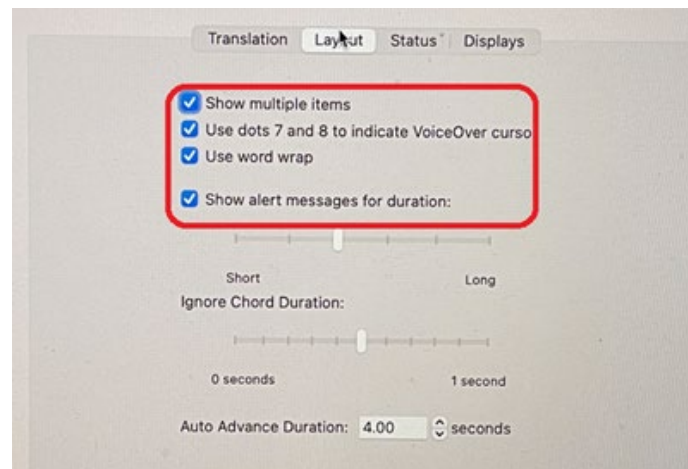 Translation Layout Status Displays
Show multiple items
Use dots 7 and 8 to indicate VoiceOver curso
Use word wrap
Show alert messages for duration:
Short Long
Ignore Chord Duration:
0 seconds 1 second
Auto Advance Duration: 4.00 seconds